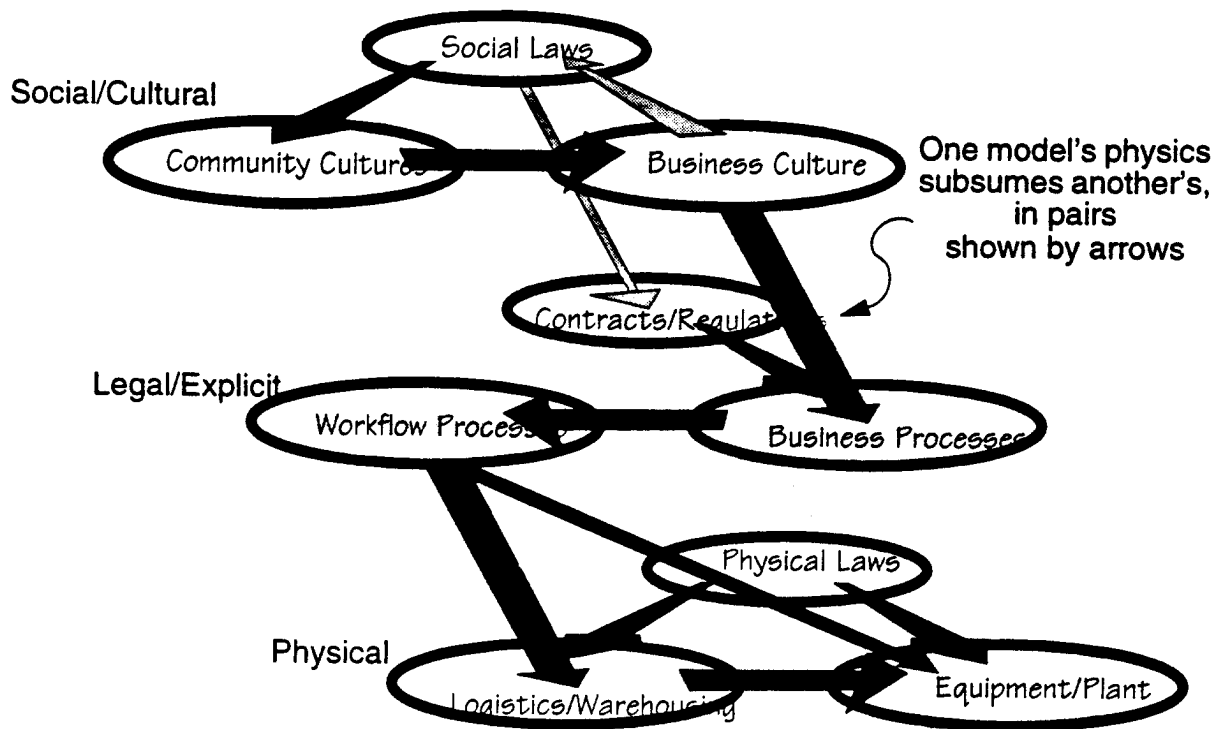 Social Laws
Social/Cultural
Community Cultures
Business Culture
One model's physics
subsumes another's,
in pairs
shown by arrows
Contracts/Regulations
Legal/Explicit
Workflow Processes
Business Processes
Physical Laws
Physical
Logistics/Warehousing
Equipment/Plant